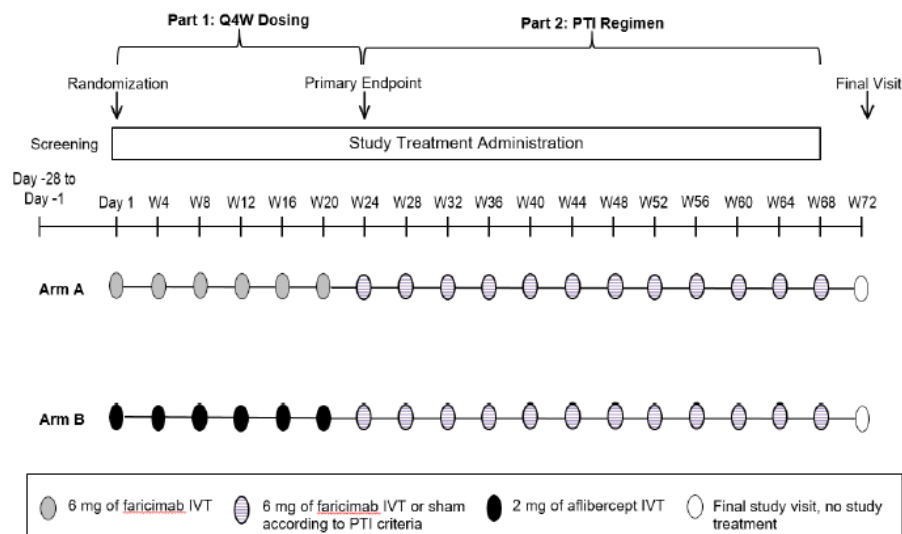 Part 1: Q4W Dosing
Part 2: PTI Regimen
Randomization
Primary Endpoint
Final Visit
Screening
Study Treatment Administration
Day -28 to
Day -1
Day 1 W4 W8 W12 W16 W20 W24 W28 W32 W36 W40 W44 W48 W52 W56 W60 W64 W68 W72
Arm A
Arm B
6 mg of faricimab IVT
6 mg of faricimab IVT or sham
according to PTI criteria
2 mg of aflibercept IVT
Final study visit, no study
treatment